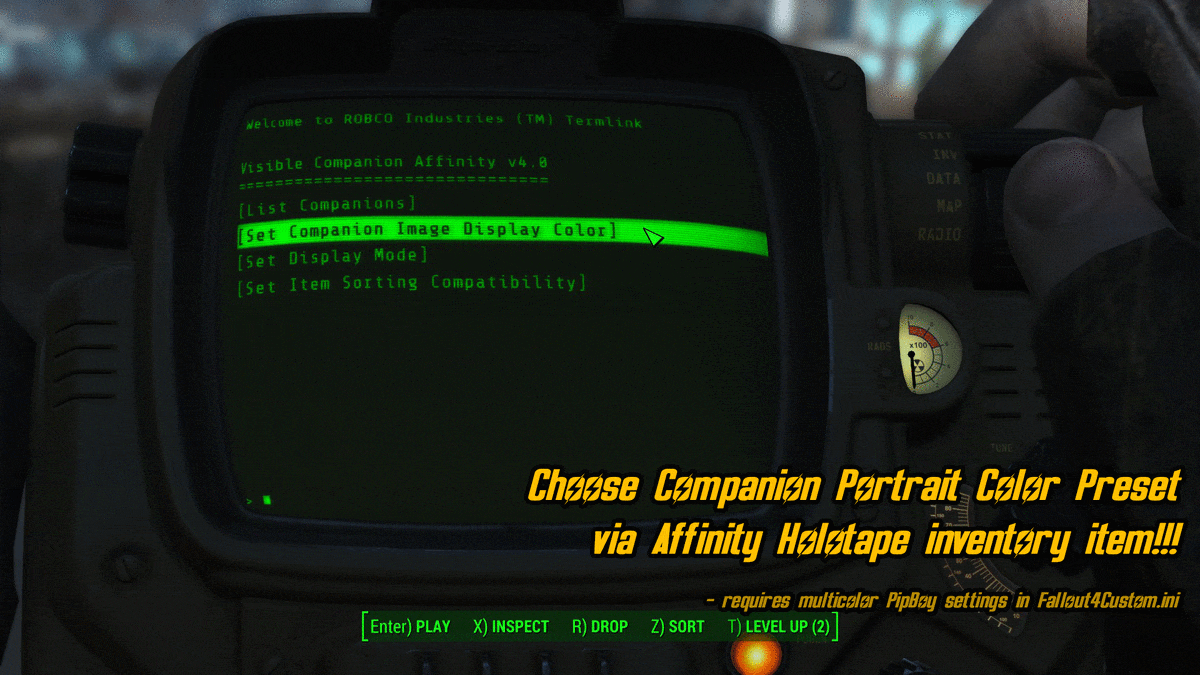 Welcome to ROBCO Industries (TM) Termlink
Visible Companion Affinity v4.0
==============================
[List Companions]
[Set Companion Image Display Color]
[Set Display Mode]
[Set Item Sorting Compatibility]
>
STAT
INV
DATA
MAP
RADIO
RADS
x100
TUNE
Choose Companion Portrait Color Preset
via Affinity Holotape inventory item!!!
- requires multicolor PipBoy settings in Fallout4Custom.ini
[Enter) PLAY X) INSPECT R) DROP Z) SORT T) LEVEL UP (2)]